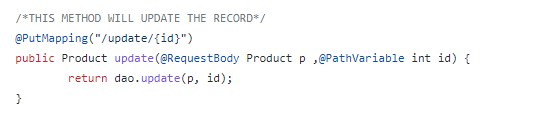 /*THIS METHOD WILL UPDATE THE RECORD*/
@PutMapping("/update/{id}")
public Product update(@RequestBody Product p ,@PathVariable int id) {
        return dao.update(p, id);
}